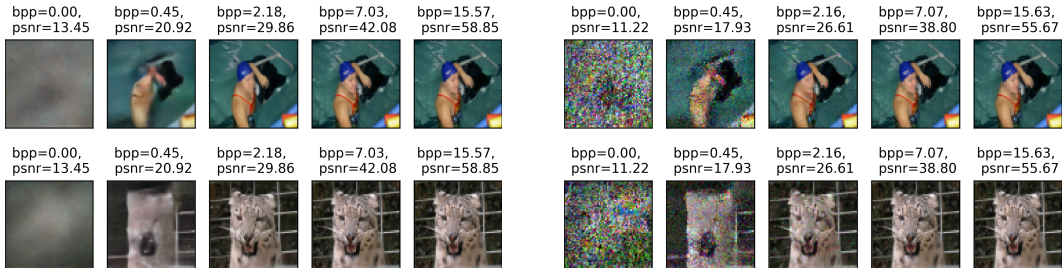 bpp=0.00, bpp=0.45, bpp=2.18, bpp=7.03, bpp=15.57, bpp=0.00, bpp=0.45, bpp=2.16, bpp=7.07, bpp=15.63,
psnr=13.45 psnr=20.92 psnr=29.86 psnr=42.08 psnr=58.85 psnr=11.22 psnr=17.93 psnr=26.61 psnr=38.80 psnr=55.67
bpp=0.00, bpp=0.45, bpp=2.18, bpp=7.03, bpp=15.57, bpp=0.00, bpp=0.45, bpp=2.16, bpp=7.07, bpp=15.63,
psnr=13.45 psnr=20.92 psnr=29.86 psnr=42.08 psnr=58.85 psnr=11.22 psnr=17.93 psnr=26.61 psnr=38.80 psnr=55.67